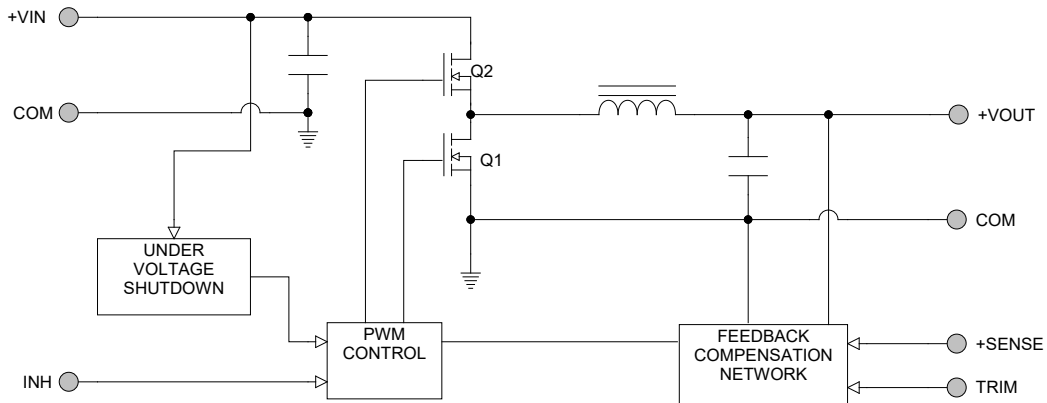 +VIN
Q2
COM
+VOUT
Q1
COM
UNDER
VOLTAGE
SHUTDOWN
PWM
CONTROL
FEEDBACK
COMPENSATION
NETWORK
+SENSE
INH
TRIM